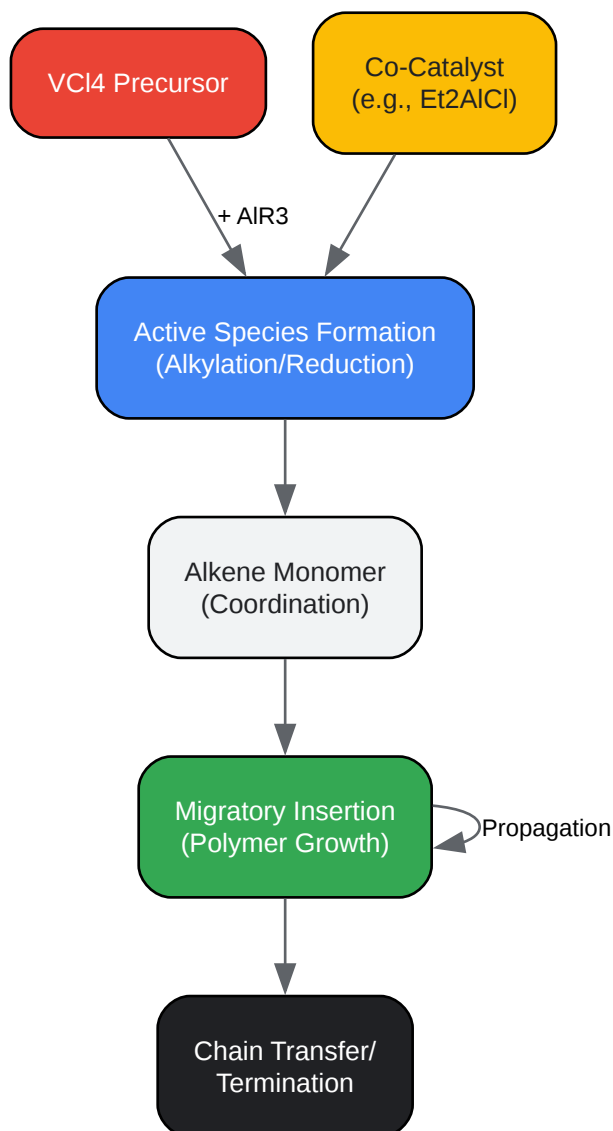 VCl4 Precursor
Co-Catalyst
(e.g., Et2AlCl)
+ AlR3
Active Species Formation
(Alkylation/Reduction)
Alkene Monomer
(Coordination)
Migratory Insertion
(Polymer Growth)
Propagation
Chain Transfer/
Termination